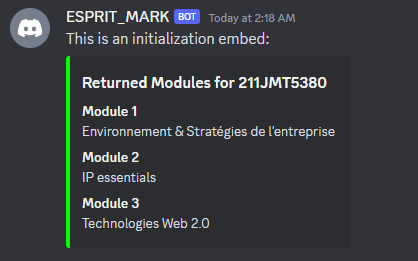 ESPRIT_MARK BOT Today at 2:18 AM
This is an initialization embed:
Returned Modules for 211JMT5380
Module 1
Environnement & Stratégies de l'entreprise
Module 2
IP essentials
Module 3
Technologies Web 2.0